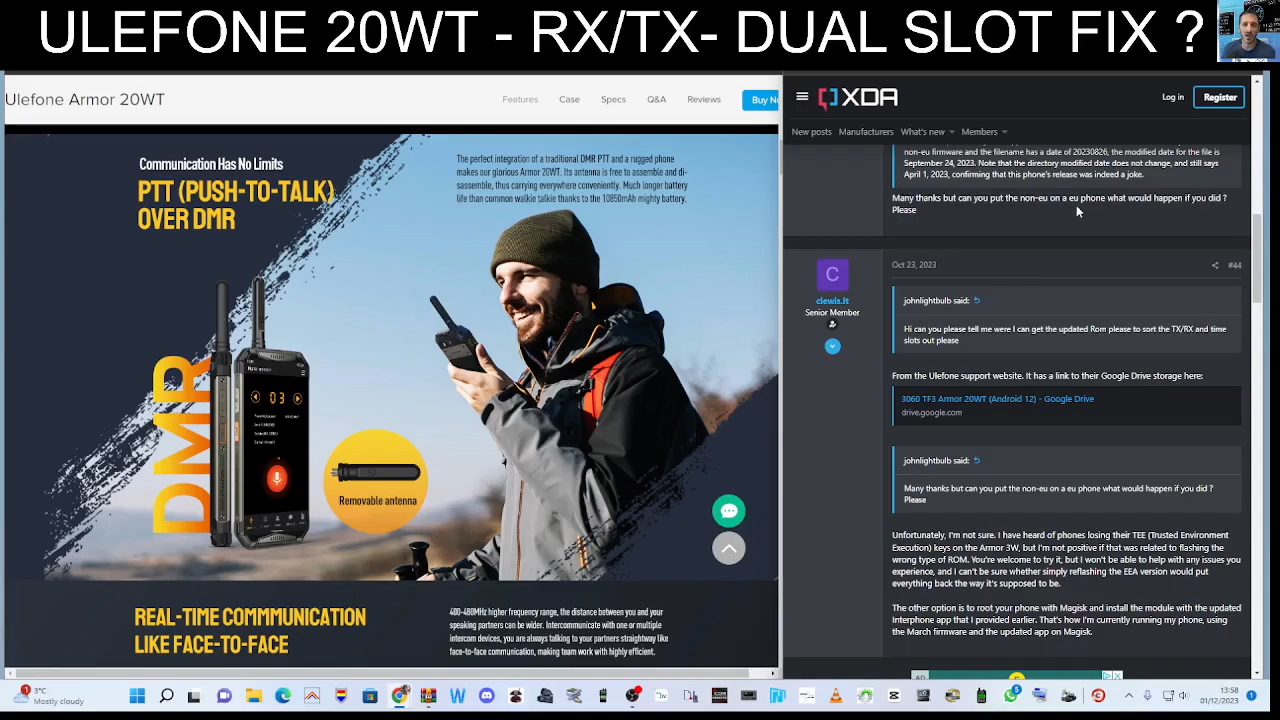 ULEFONE 20WT - RX/TX- DUAL SLOT FIX ?
Ulefone Armor 20WT
Features Case Specs Q&A Reviews Buy No
Communication Has No Limits
PTT (PUSH-TO-TALK)
OVER DMR
The perfect integration of a traditional DMR PTT and a rugged phone
makes our glorious Armor 20WT. Its antenna is free to assemble and di-
sassemble, thus carrying everywhere conveniently. Much longer battery
life than common walkie talkie thanks to the 10850mAh mighty battery.
DMR
03
Removable antenna
REAL-TIME COMMMUNICATION
LIKE FACE-TO-FACE
400-480MHz higher frequency range, the distance between you and your
speaking partners can be wider. Intercommunicate with one or multiple
intercom devices, you are always talking to your partners straightway like
face-to-face communication, making team work with highly efficient.
XDA
Log in Register
New posts Manufacturers What's new Members
non-eu firmware and the filename has a date of 20230826, the modified date for the file is
September 24, 2023. Note that the directory modified date does not change, and still says
April 1, 2023, confirming that this phone's release was indeed a joke.
Many thanks but can you put the non-eu on a eu phone what would happen if you did ?
Please
C
clewis.it
Senior Member
Oct 23, 2023 #44
johnlightbulb said:
Hi can you please tell me were I can get the updated Rom please to sort the TX/RX and time
slots out please
From the Ulefone support website. It has a link to their Google Drive storage here:
3060 TF3 Armor 20WT (Android 12) - Google Drive
drive.google.com
johnlightbulb said:
Many thanks but can you put the non-eu on a eu phone what would happen if you did ?
Please
Unfortunately, I'm not sure. I have heard of phones losing their TEE (Trusted Environment
Execution) keys on the Armor 3W, but I'm not positive if that was related to flashing the
wrong type of ROM. You're welcome to try it, but I won't be able to help with any issues you
experience, and I can't be sure whether simply reflashing the EEA version would put
everything back the way it's supposed to be.
The other option is to root your phone with Magisk and install the module with the updated
Interphone app that I provided earlier. That's how I'm currently running my phone, using
the March firmware and the updated app on Magisk.
3°C
Mostly cloudy
13:58
01/12/2023